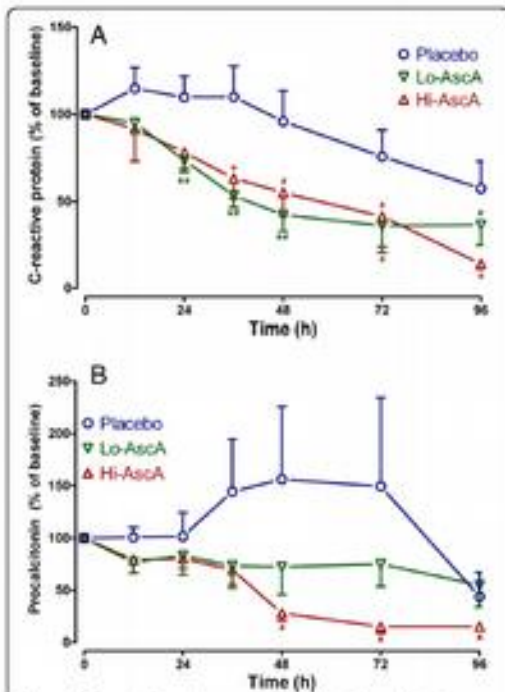 A
Placebo
Lo-AscA
Hi-AscA
C-reactive protein (% of baseline)
150
100
50
0
0 24 48 72 96
Time (h)
B
Placebo
Lo-AscA
Hi-AscA
Procalcitonin (% of baseline)
250
200
150
100
50
0
0 24 48 72 96
Time (h)